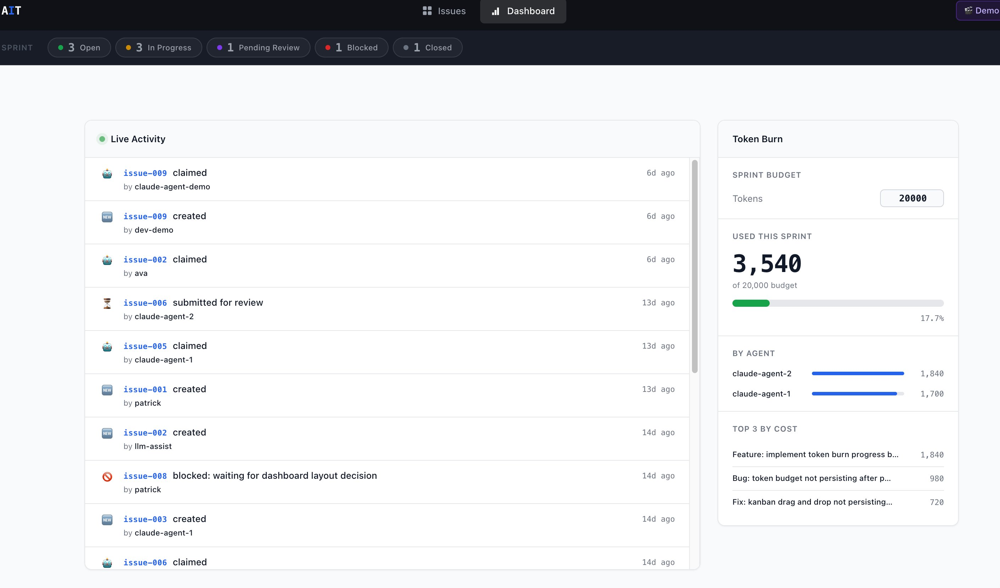 AIT
Issues
Dashboard
Demo
SPRINT
3 Open
3 In Progress
1 Pending Review
1 Blocked
1 Closed
Live Activity
issue-009 claimed 6d ago
by claude-agent-demo
NEW issue-009 created 6d ago
by dev-demo
issue-002 claimed 6d ago
by ava
issue-006 submitted for review 13d ago
by claude-agent-2
issue-005 claimed 13d ago
by claude-agent-1
NEW issue-001 created 13d ago
by patrick
NEW issue-002 created 14d ago
by llm-assist
issue-008 blocked: waiting for dashboard layout decision 14d ago
by patrick
NEW issue-003 created 14d ago
by claude-agent-1
issue-006 claimed 14d ago
Token Burn
SPRINT BUDGET
Tokens 20000
USED THIS SPRINT
3,540
of 20,000 budget
17.7%
BY AGENT
claude-agent-2 1,840
claude-agent-1 1,700
TOP 3 BY COST
Feature: implement token burn progress b... 1,840
Bug: token budget not persisting after p... 980
Fix: kanban drag and drop not persisting... 720